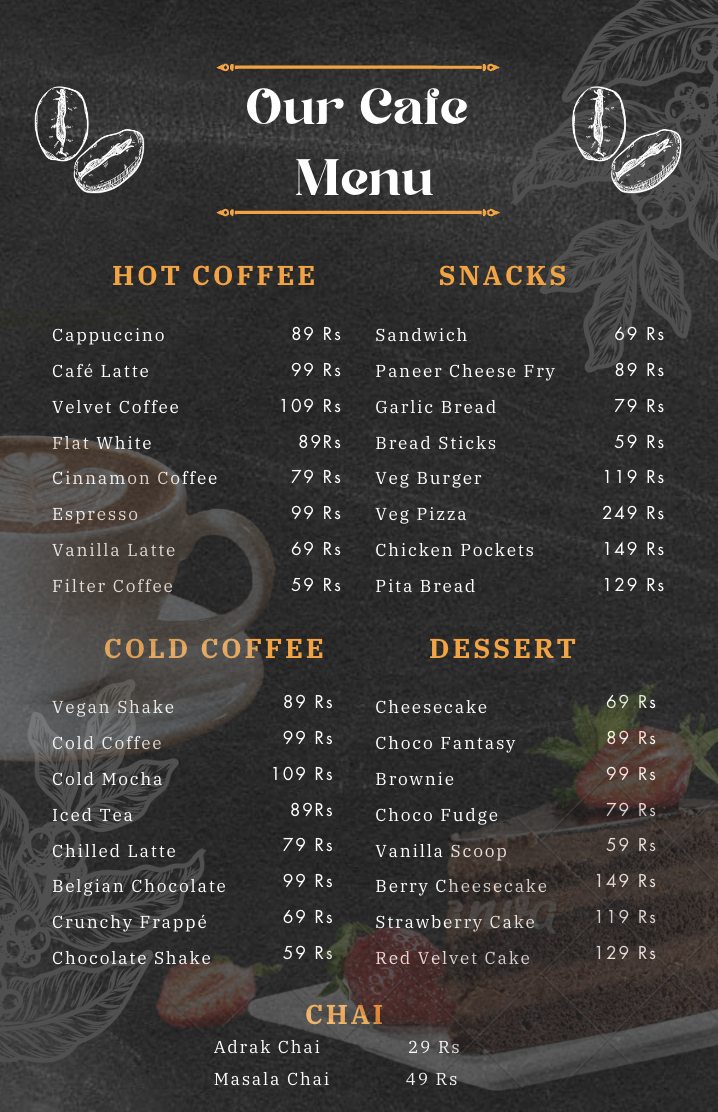 Our Cafe
Menu
HOT COFFEE
Cappuccino 89 Rs
Café Latte 99 Rs
Velvet Coffee 109 Rs
Flat White 89Rs
Cinnamon Coffee 79 Rs
Espresso 99 Rs
Vanilla Latte 69 Rs
Filter Coffee 59 Rs
SNACKS
Sandwich 69 Rs
Paneer Cheese Fry 89 Rs
Garlic Bread 79 Rs
Bread Sticks 59 Rs
Veg Burger 119 Rs
Veg Pizza 249 Rs
Chicken Pockets 149 Rs
Pita Bread 129 Rs
COLD COFFEE
Vegan Shake 89 Rs
Cold Coffee 99 Rs
Cold Mocha 109 Rs
Iced Tea 89Rs
Chilled Latte 79 Rs
Belgian Chocolate 99 Rs
Crunchy Frappé 69 Rs
Chocolate Shake 59 Rs
DESSERT
Cheesecake 69 Rs
Choco Fantasy 89 Rs
Brownie 99 Rs
Choco Fudge 79 Rs
Vanilla Scoop 59 Rs
Berry Cheesecake 149 Rs
Strawberry Cake 119 Rs
Red Velvet Cake 129 Rs
CHAI
Adrak Chai 29 Rs
Masala Chai 49 Rs